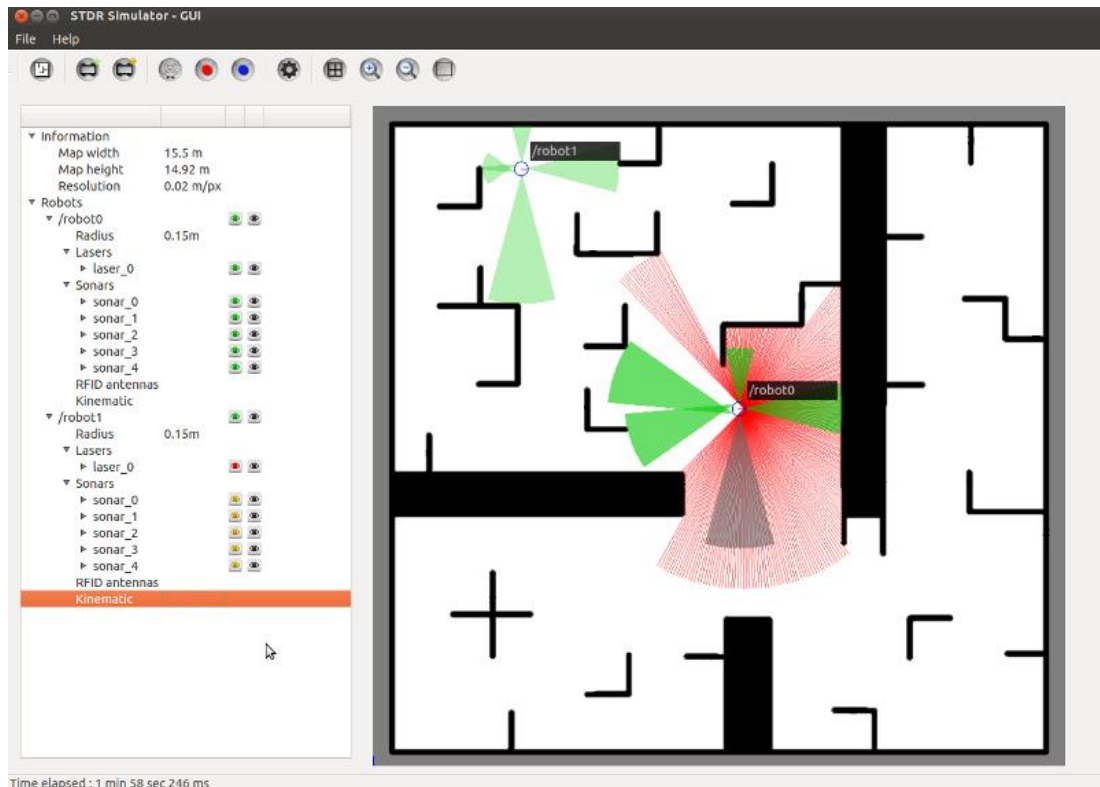 STDR Simulator - GUI
File Help
Information
Map width 15.5 m
Map height 14.92 m
Resolution 0.02 m/px
Robots
/robot0
Radius 0.15m
Lasers
laser_0
Sonars
sonar_0
sonar_1
sonar_2
sonar_3
sonar_4
RFID antennas
Kinematic
/robot1
Radius 0.15m
Lasers
laser_0
Sonars
sonar_0
sonar_1
sonar_2
sonar_3
sonar_4
RFID antennas
Kinematic
/robot1
/robot0
Time elapsed : 1 min 58 sec 246 ms